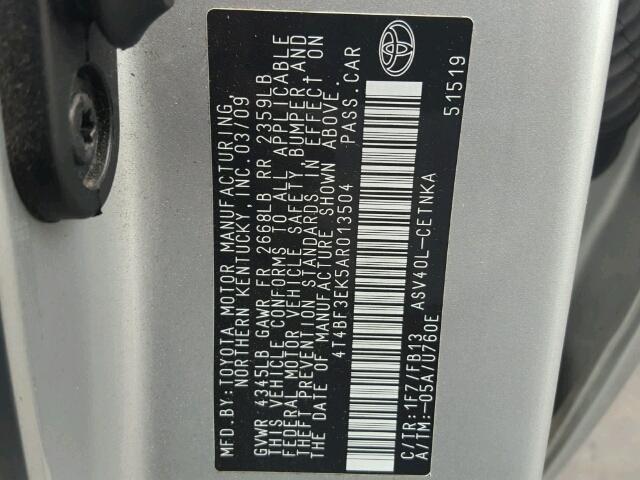 MFD.BY:TOYOTA MOTOR MANUFACTURING,
NORTHERN KENTUCKY, INC. 03/09
GVWR 4345LB GAWR FR 2668LB RR 2359LB
THIS VEHICLE CONFORMS TO ALL APPLICABLE
FEDERAL MOTOR VEHICLE SAFETY, BUMPER, AND
THEFT PREVENTION STANDARDS IN EFFECT ON
THE DATE OF MANUFACTURE SHOWN ABOVE.
4T4BF3EK5AR013504 PASS.CAR
C/TR:1F7/FB13 ASV40L-CETNKA
A/TM:-05A/U760E
51519